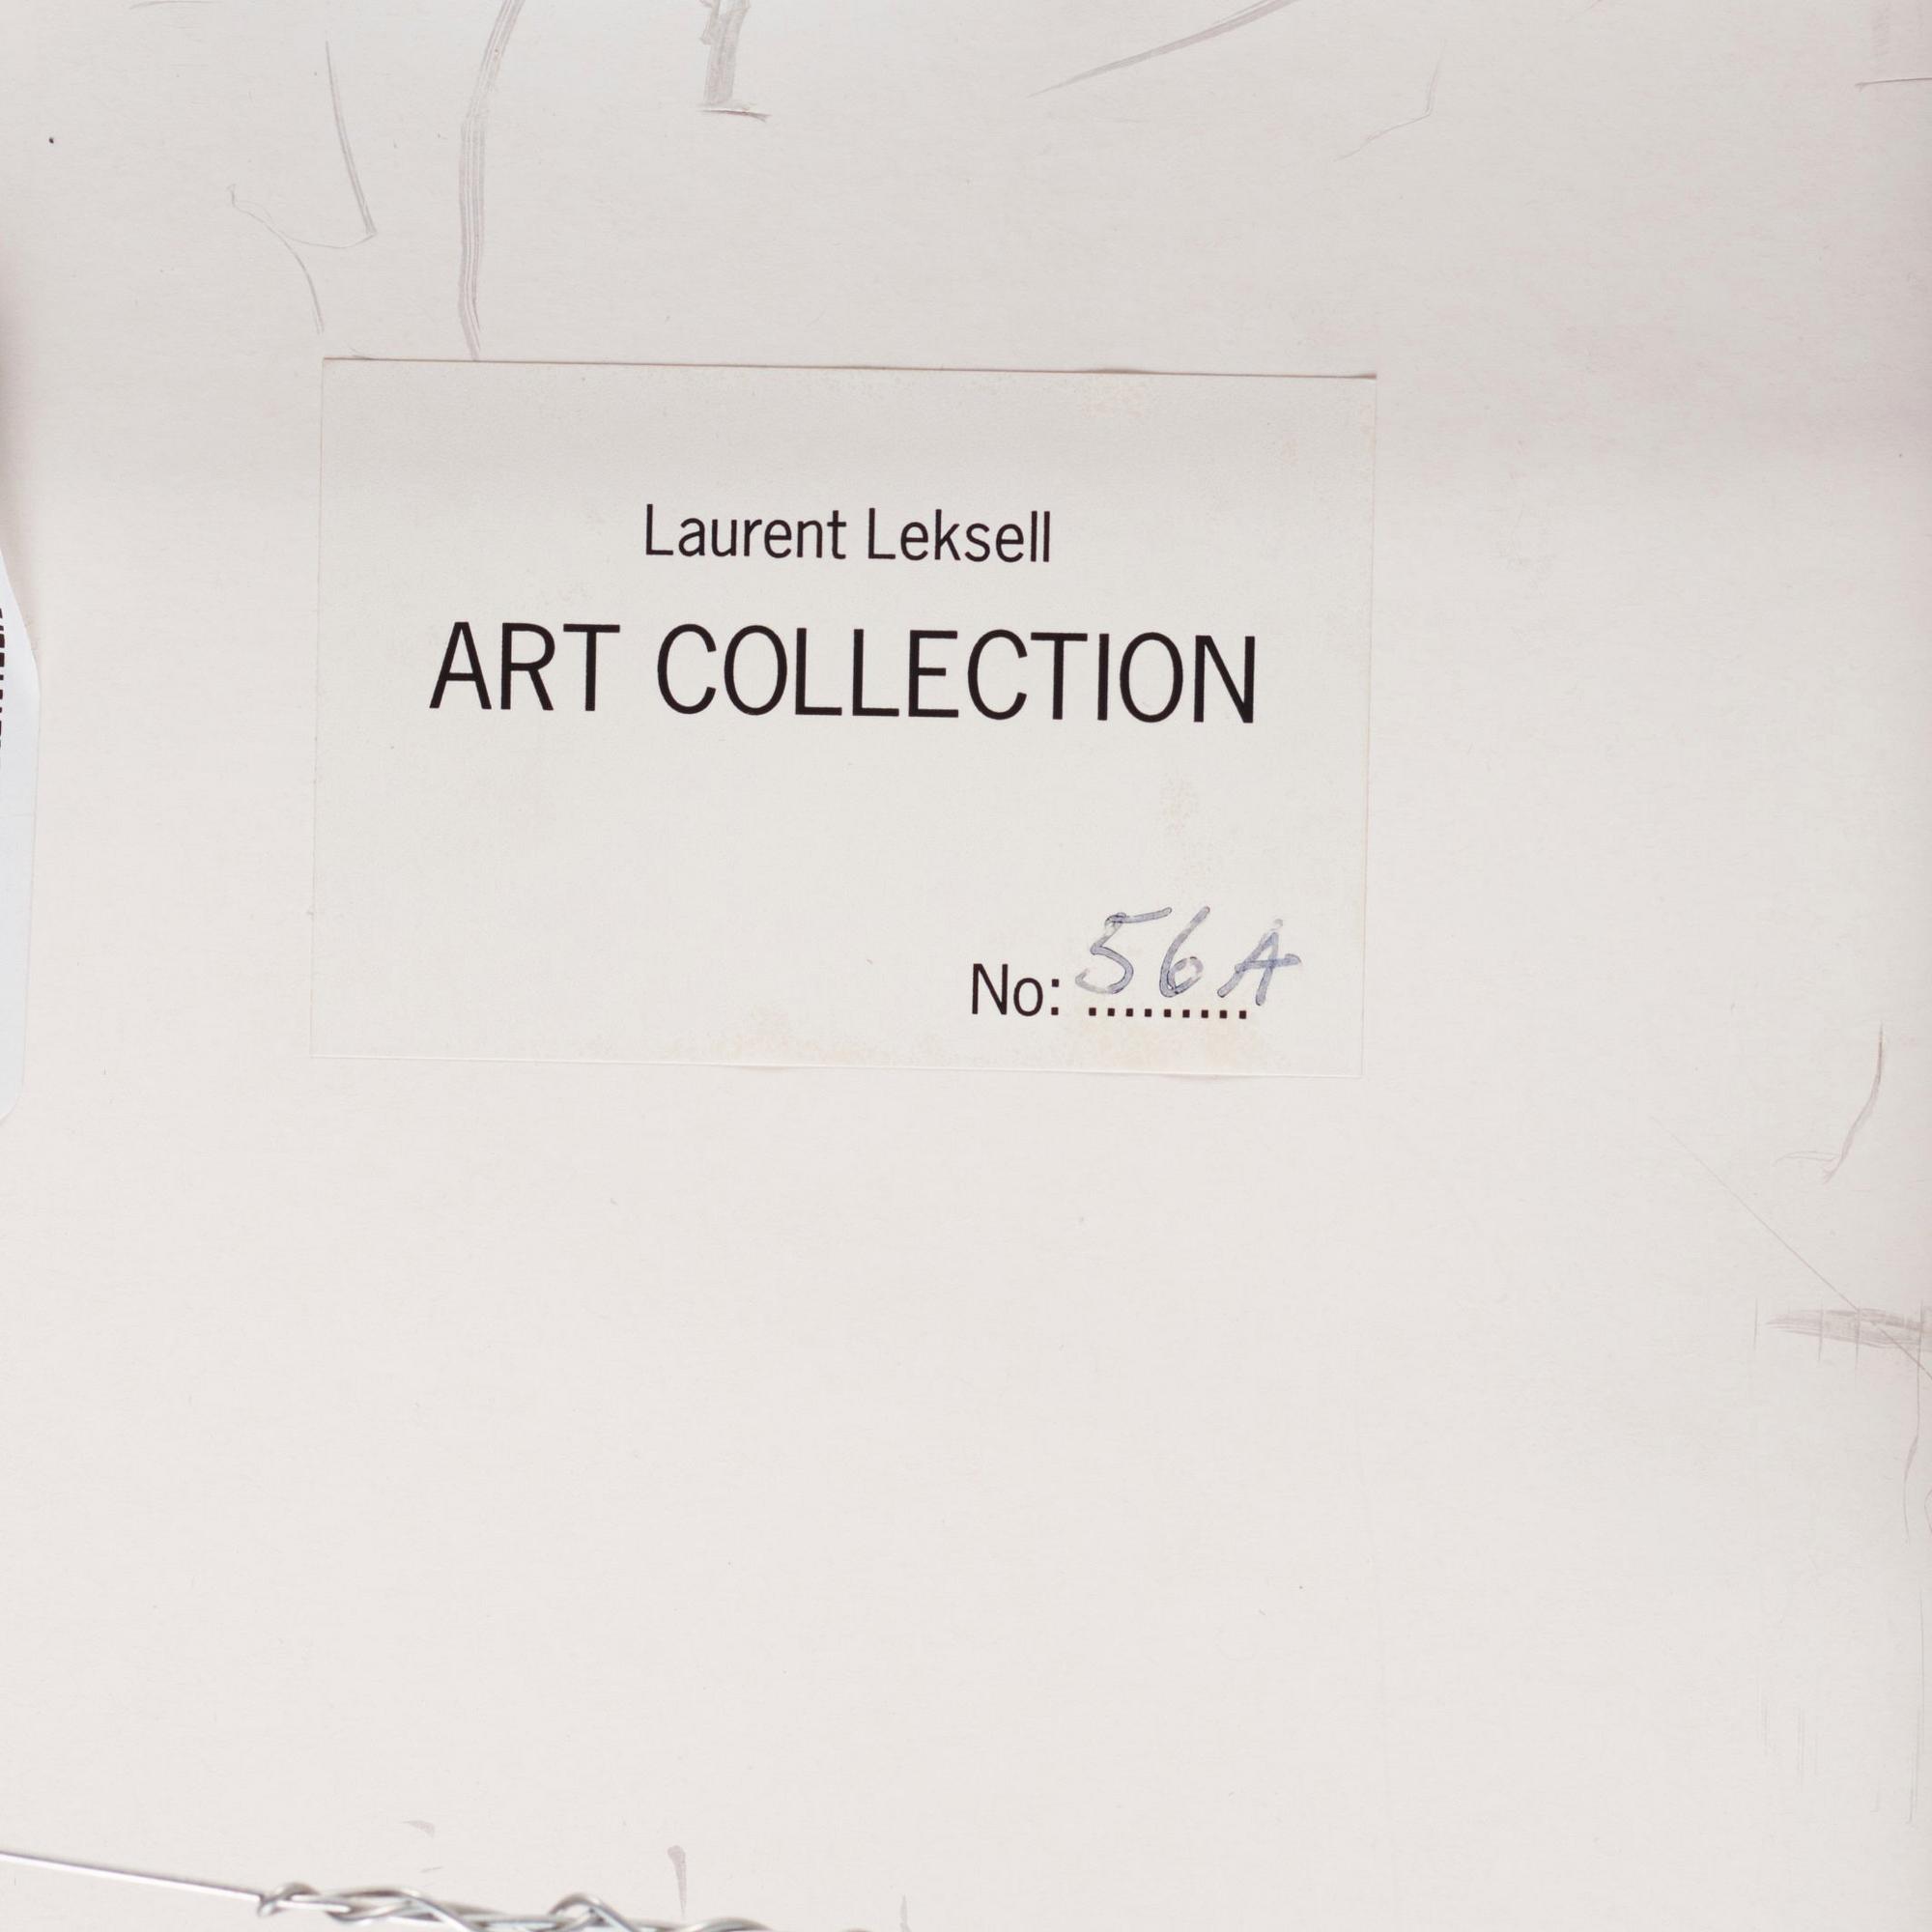 Laurent Leksell
ART COLLECTION
No: 56A